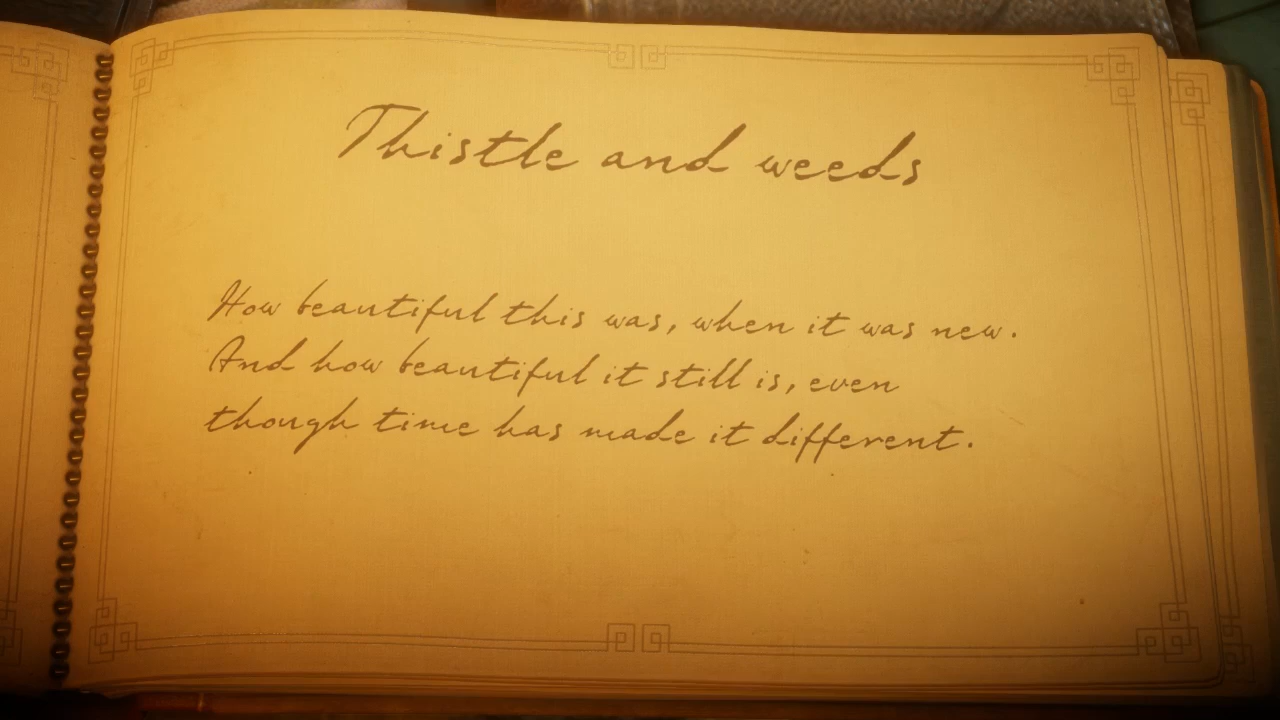 Thistle and weeds
How beautiful this was, when it was new.
And how beautiful it still is, even
though time has made it different.